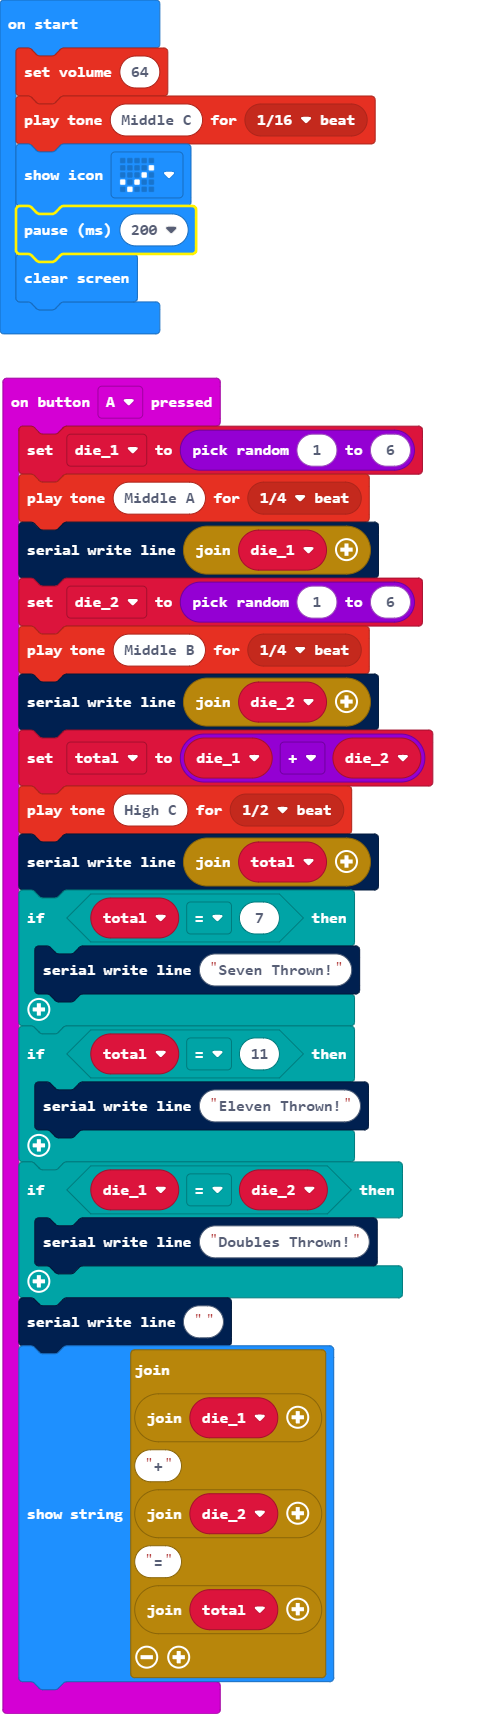 on start
set volume 64
play tone Middle C for 1/16 beat
show icon
pause (ms) 200
clear screen
on button A pressed
set die_1 to pick random 1 to 6
play tone Middle A for 1/4 beat
serial write line join die_1
set die_2 to pick random 1 to 6
play tone Middle B for 1/4 beat
serial write line join die_2
set total to die_1 + die_2
play tone High C for 1/2 beat
serial write line join total
if total = 7 then
serial write line "Seven Thrown!"
if total = 11 then
serial write line "Eleven Thrown!"
if die_1 = die_2 then
serial write line "Doubles Thrown!"
serial write line " "
join
join die_1
"+"
show string join die_2
"="
join total